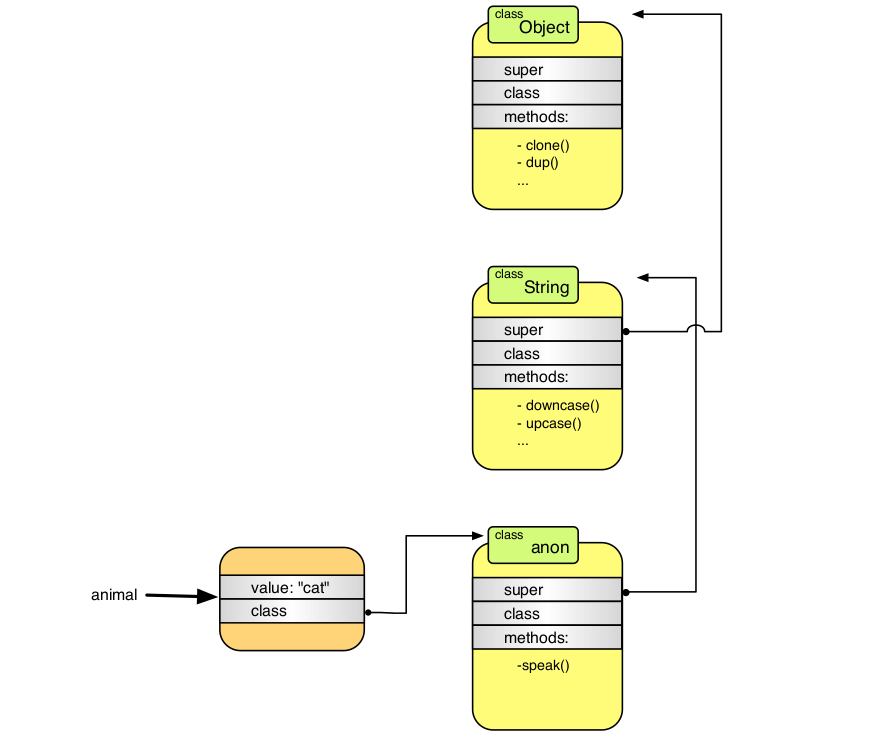 class
Object
super
class
methods:
- clone()
- dup()
...
class
String
super
class
methods:
- downcase()
- upcase()
...
animal
value: "cat"
class
class
anon
super
class
methods:
-speak()